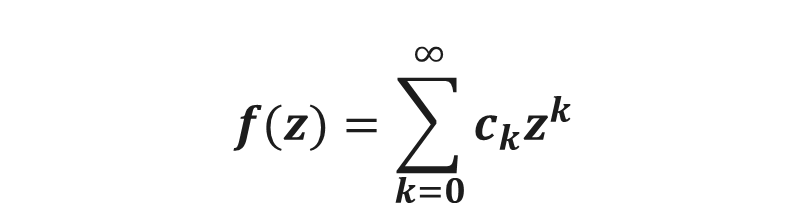 f(z) = ∑_{k=0}^{∞} c_k z^k